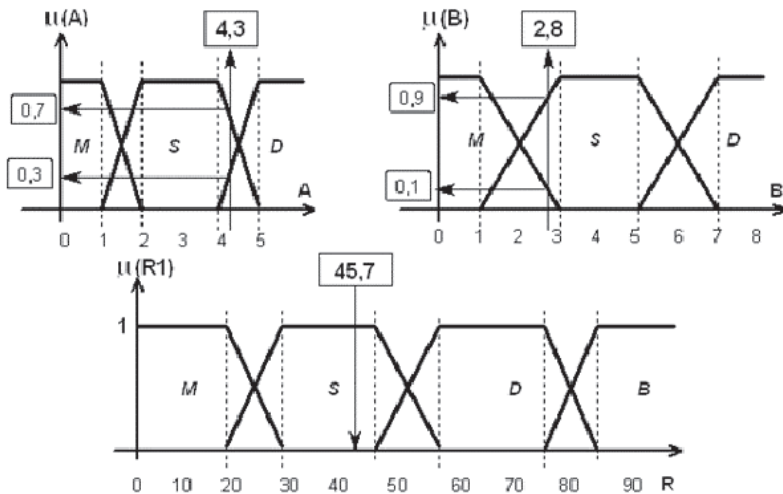 μ(A)
4,3
0,7
0,3
M S D
A
0 1 2 3 4 5
μ(B)
2,8
0,9
0,1
M S D
B
0 1 2 3 4 5 6 7 8
μ(R1)
45,7
1
M S D B
0 10 20 30 40 50 60 70 80 90 R